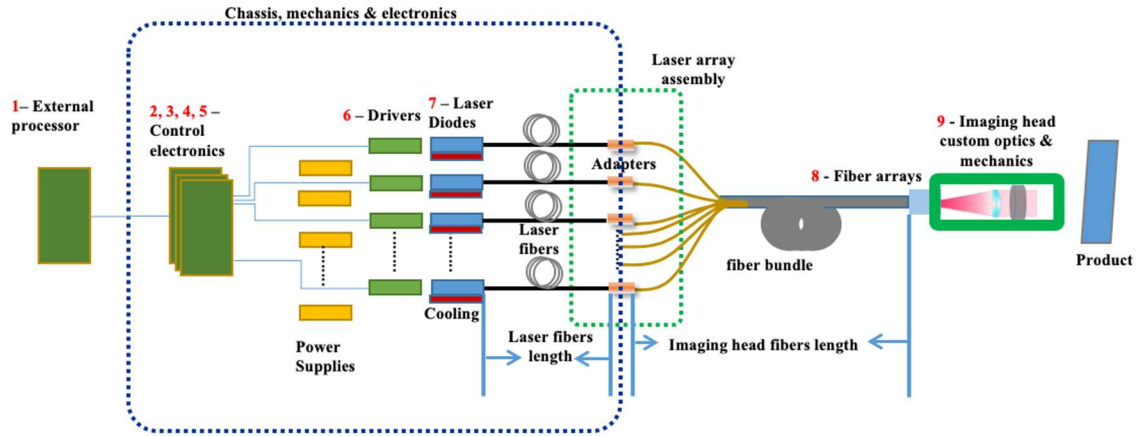 Chassis, mechanics & electronics
Laser array
assembly
1– External
processor
2, 3, 4, 5 –
Control
electronics
6 – Drivers
7 – Laser
Diodes
9 - Imaging head
custom optics &
mechanics
Adapters
8 - Fiber arrays
Laser
fibers
fiber bundle
Product
Cooling
Power
Supplies
Laser fibers
length
Imaging head fibers length